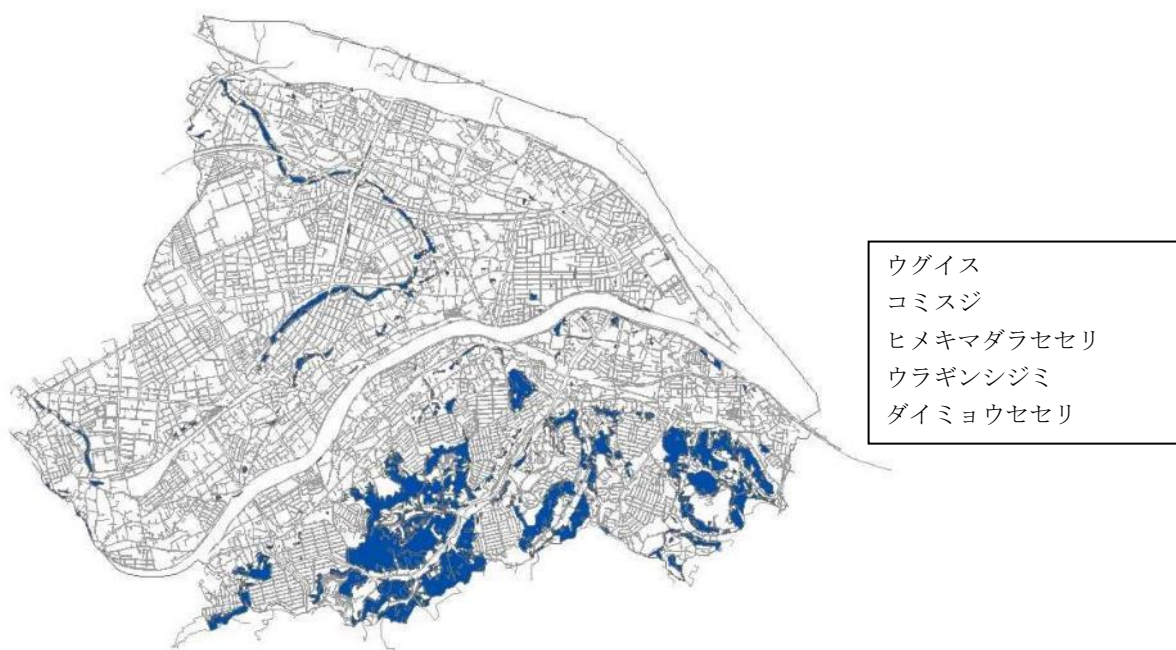 ウグイス
コミスジ
ヒメキマダラセセリ
ウラギンシジミ
ダイミョウセセリ